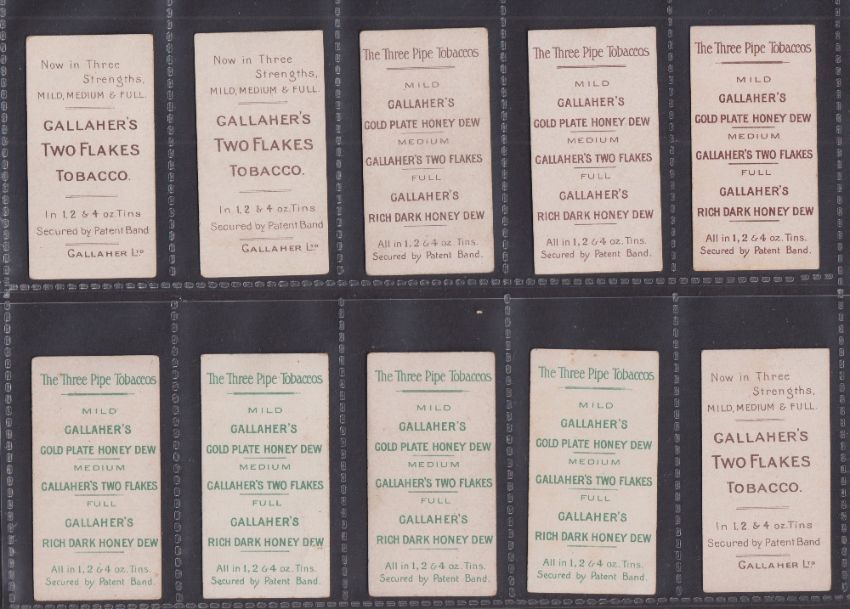 Now in Three
Strengths,
MILD, MEDIUM & FULL.
GALLAHER'S
TWO FLAKES
TOBACCO.
In 1, 2 & 4 oz. Tins
Secured by Patent Band
GALLAHER LTD
Now in Three
Strengths,
MILD, MEDIUM & FULL.
GALLAHER'S
TWO FLAKES
TOBACCO.
In 1, 2 & 4 oz. Tins
Secured by Patent Band
GALLAHER LTD
The Three Pipe Tobaccos
MILD
GALLAHER'S
GOLD PLATE HONEY DEW
MEDIUM
GALLAHER'S TWO FLAKES
FULL
GALLAHER'S
RICH DARK HONEY DEW
All in 1, 2 & 4 oz. Tins.
Secured by Patent Band.
The Three Pipe Tobaccos
MILD
GALLAHER'S
GOLD PLATE HONEY DEW
MEDIUM
GALLAHER'S TWO FLAKES
FULL
GALLAHER'S
RICH DARK HONEY DEW
All in 1, 2 & 4 oz. Tins.
Secured by Patent Band.
The Three Pipe Tobaccos
MILD
GALLAHER'S
GOLD PLATE HONEY DEW
MEDIUM
GALLAHER'S TWO FLAKES
FULL
GALLAHER'S
RICH DARK HONEY DEW
All in 1, 2 & 4 oz. Tins.
Secured by Patent Band.
The Three Pipe Tobaccos
MILD
GALLAHER'S
GOLD PLATE HONEY DEW
MEDIUM
GALLAHER'S TWO FLAKES
FULL
GALLAHER'S
RICH DARK HONEY DEW
All in 1, 2 & 4 oz. Tins.
Secured by Patent Band.
The Three Pipe Tobaccos
MILD
GALLAHER'S
GOLD PLATE HONEY DEW
MEDIUM
GALLAHER'S TWO FLAKES
FULL
GALLAHER'S
RICH DARK HONEY DEW
All in 1, 2 & 4 oz. Tins.
Secured by Patent Band.
The Three Pipe Tobaccos
MILD
GALLAHER'S
GOLD PLATE HONEY DEW
MEDIUM
GALLAHER'S TWO FLAKES
FULL
GALLAHER'S
RICH DARK HONEY DEW
All in 1, 2 & 4 oz. Tins.
Secured by Patent Band.
The Three Pipe Tobaccos
MILD
GALLAHER'S
GOLD PLATE HONEY DEW
MEDIUM
GALLAHER'S TWO FLAKES
FULL
GALLAHER'S
RICH DARK HONEY DEW
All in 1, 2 & 4 oz. Tins.
Secured by Patent Band.
Now in Three
Strengths,
MILD, MEDIUM & FULL.
GALLAHER'S
TWO FLAKES
TOBACCO.
In 1, 2 & 4 oz. Tins
Secured by Patent Band
GALLAHER LTD